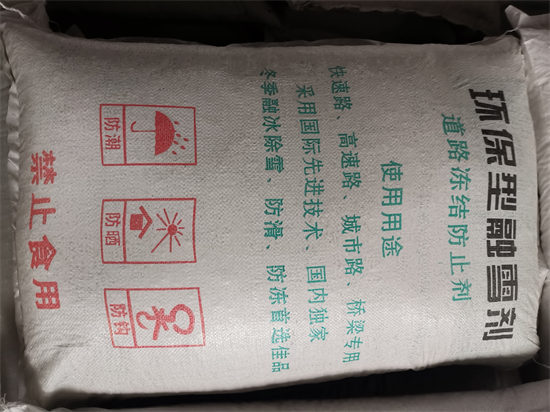 环保型融雪剂
道路冻结防止剂
使用用途
快速路、高速路、城市路、桥梁专用
采用国际先进技术、国内独家
冬季融冰除雪、防滑、防冻首选佳品
防潮
防晒
防钩
禁止食用